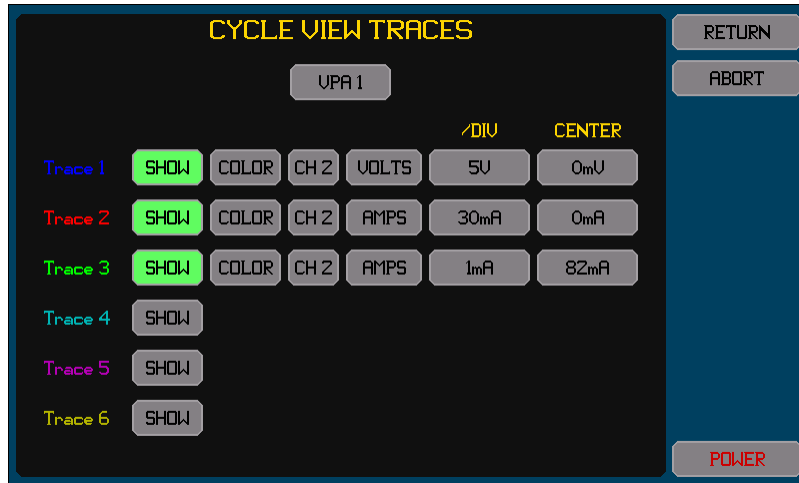 CYCLE VIEW TRACES
RETURN
ABORT
VPA 1
/DIV CENTER
Trace 1 SHOW COLOR CH 2 VOLTS 5V 0mV
Trace 2 SHOW COLOR CH 2 AMPS 30mA 0mA
Trace 3 SHOW COLOR CH 2 AMPS 1mA 82mA
Trace 4 SHOW
Trace 5 SHOW
Trace 6 SHOW
POWER